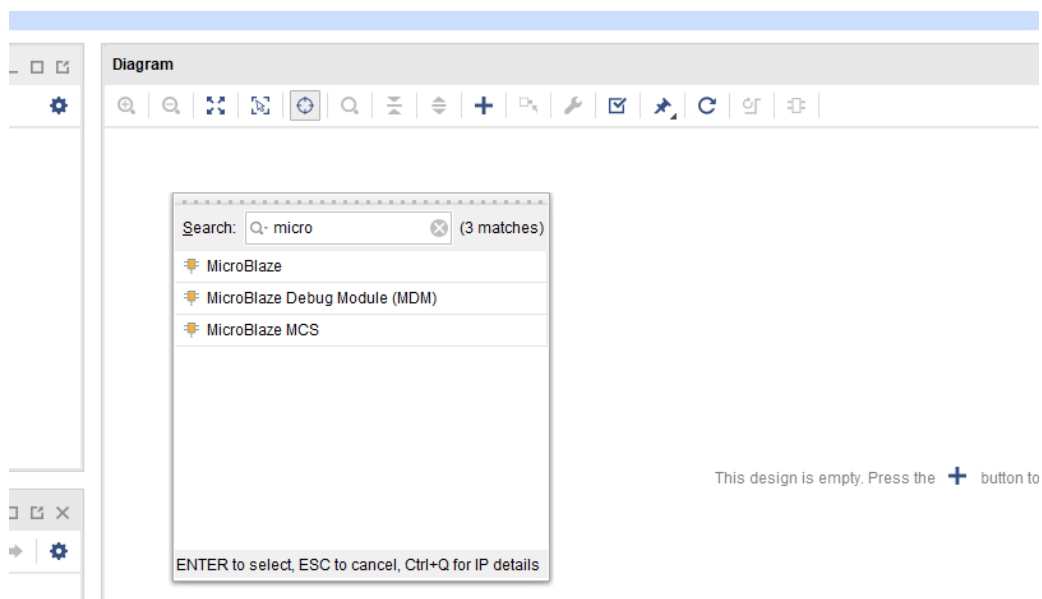 Diagram
Search: micro (3 matches)
MicroBlaze
MicroBlaze Debug Module (MDM)
MicroBlaze MCS
This design is empty. Press the button to
ENTER to select, ESC to cancel, Ctrl+Q for IP details